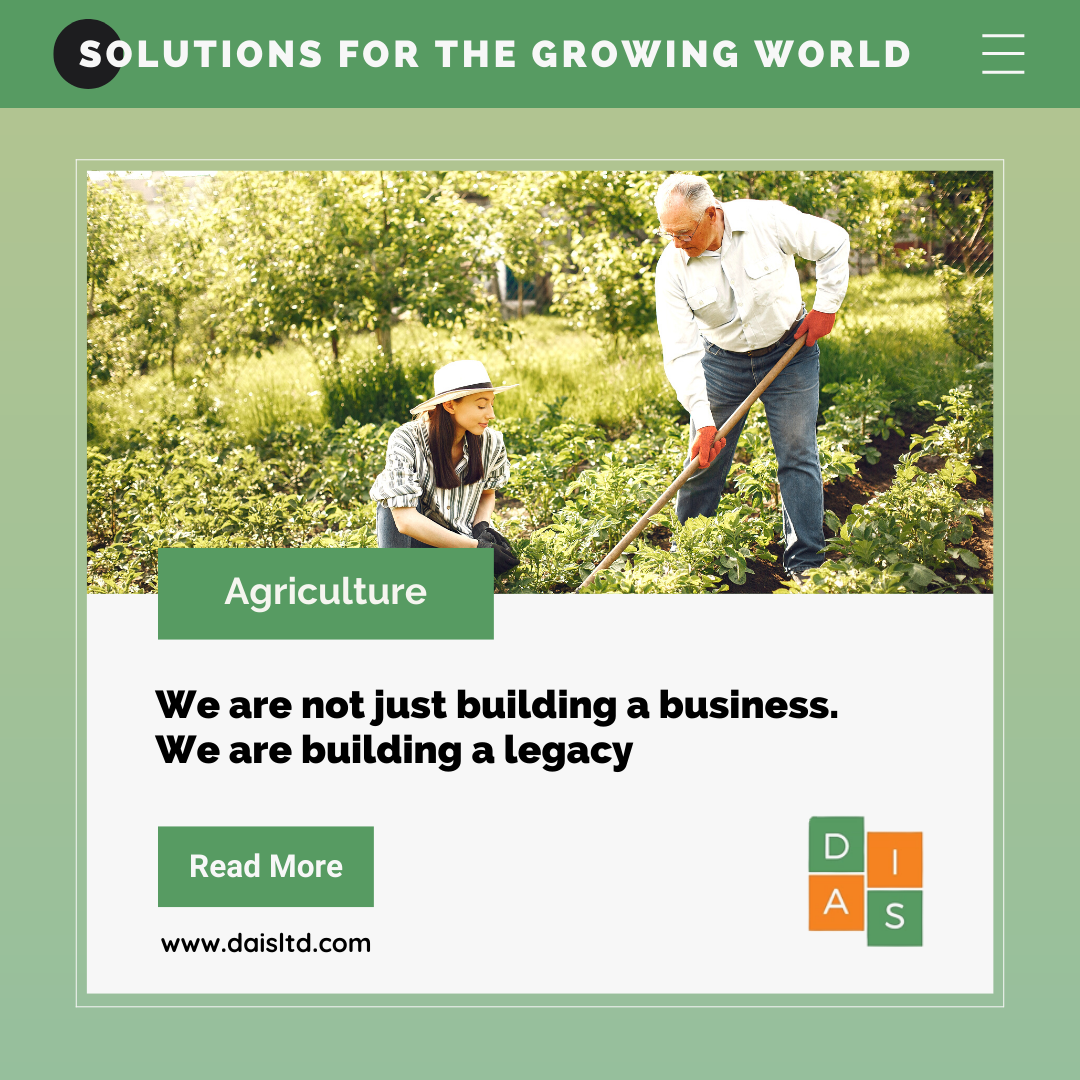 SOLUTIONS FOR THE GROWING WORLD
Agriculture
We are not just building a business.
We are building a legacy
Read More
www.daisltd.com
D I
A S